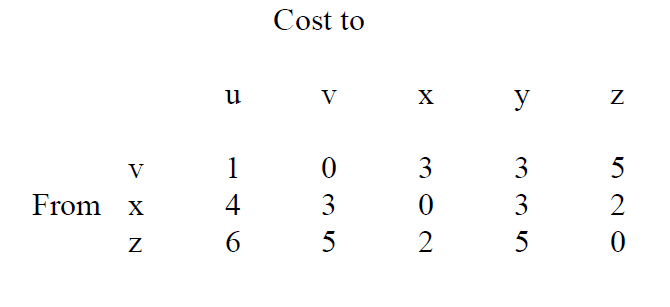 Cost to
u v x y z
v 1 0 3 3 5
From x 4 3 0 3 2
z 6 5 2 5 0